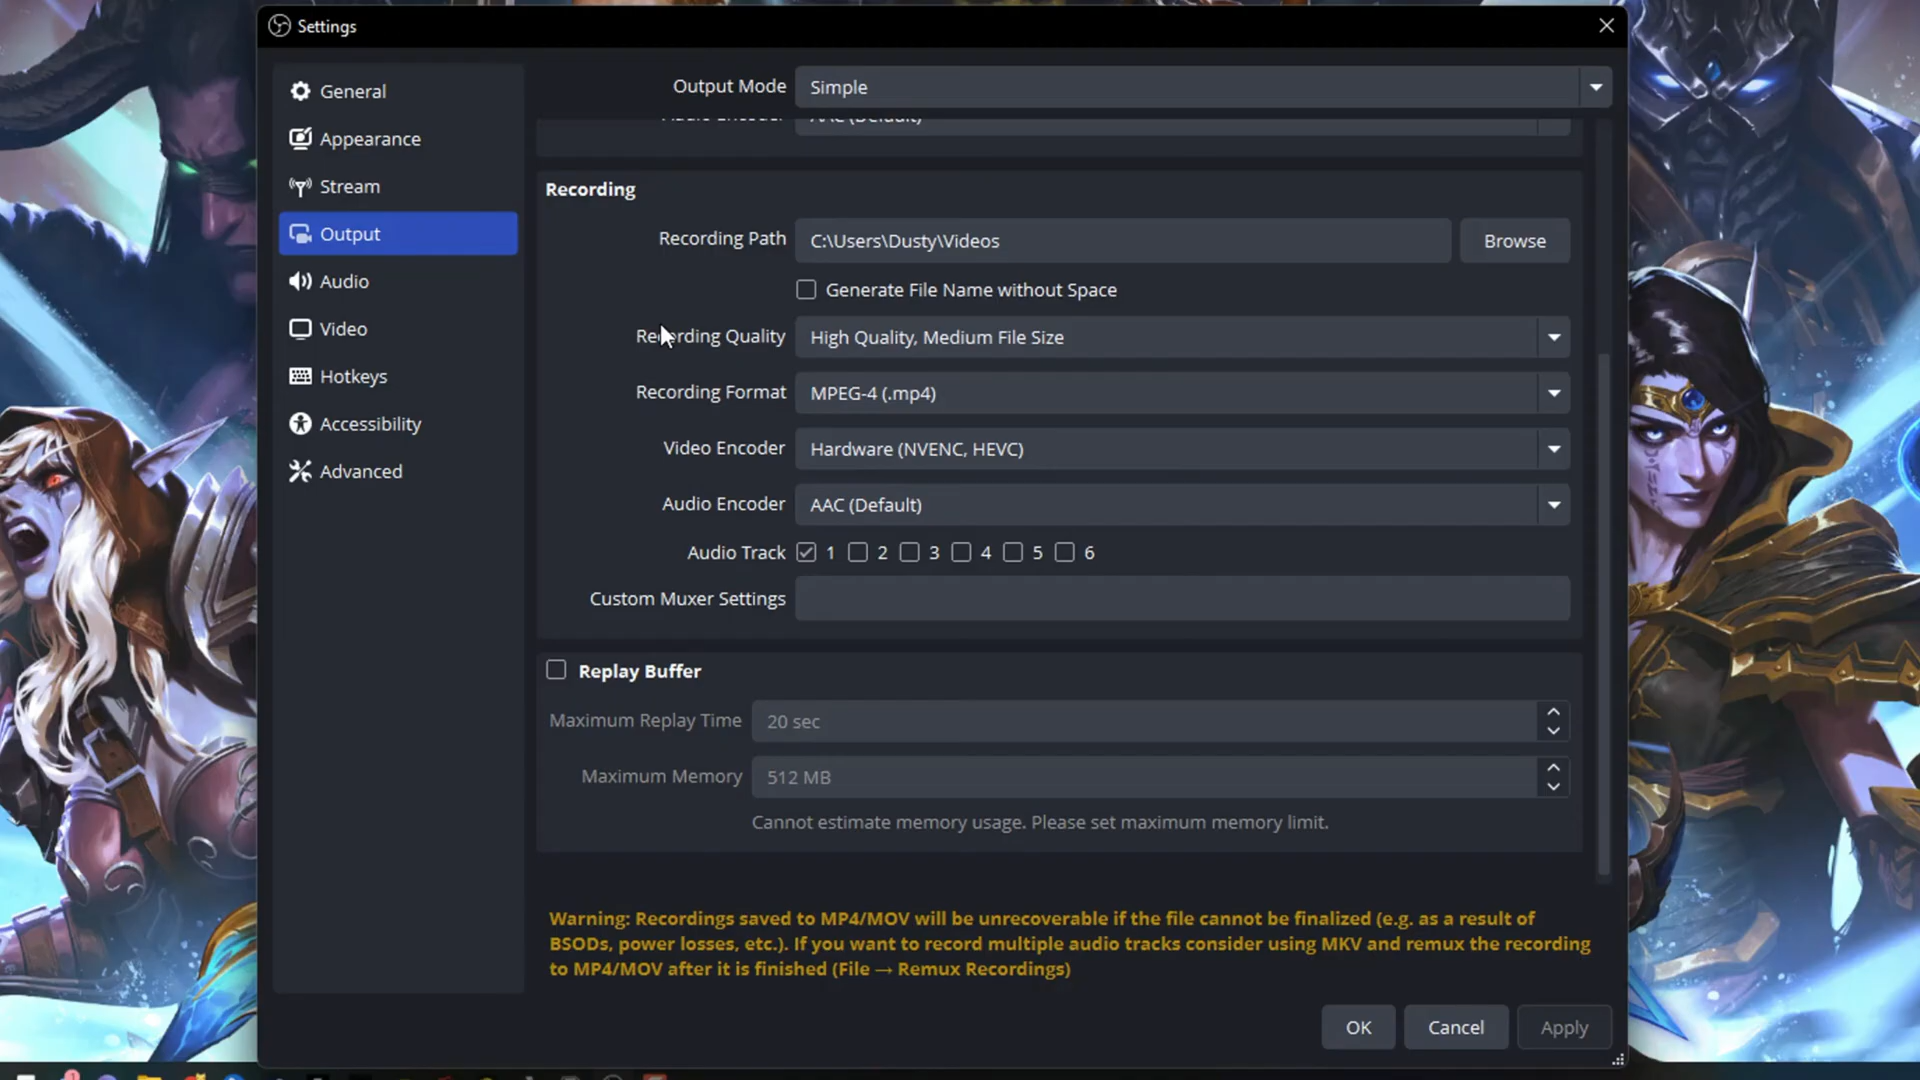 Settings
General
Appearance
Stream
Output
Audio
Video
Hotkeys
Accessibility
Advanced
Output Mode Simple
Audio Encoder AAC (Default)
Recording
Recording Path C:\Users\Dusty\Videos Browse
Generate File Name without Space
Recording Quality High Quality, Medium File Size
Recording Format MPEG-4 (.mp4)
Video Encoder Hardware (NVENC, HEVC)
Audio Encoder AAC (Default)
Audio Track 1 2 3 4 5 6
Custom Muxer Settings
Replay Buffer
Maximum Replay Time 20 sec
Maximum Memory 512 MB
Cannot estimate memory usage. Please set maximum memory limit.
Warning: Recordings saved to MP4/MOV will be unrecoverable if the file cannot be finalized (e.g. as a result of
BSODs, power losses, etc.). If you want to record multiple audio tracks consider using MKV and remux the recording
to MP4/MOV after it is finished (File → Remux Recordings)
OK Cancel Apply